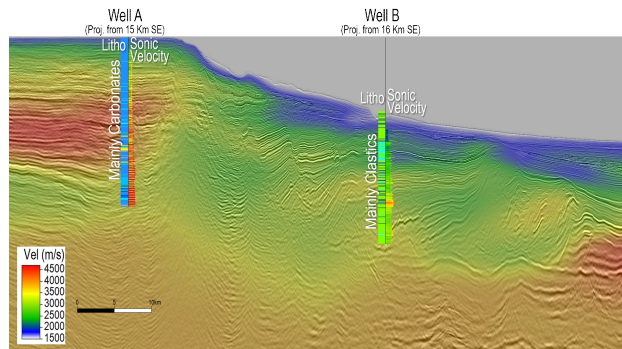 Well A
(Proj. from 15 Km SE)
Well B
(Proj. from 16 Km SE)
Litho
Sonic
Velocity
Mainly Carbonates
Litho
Sonic
Velocity
Mainly Clastics
Vel (m/s)
4500
4000
3500
3000
2500
2000
1500
0
5
10km